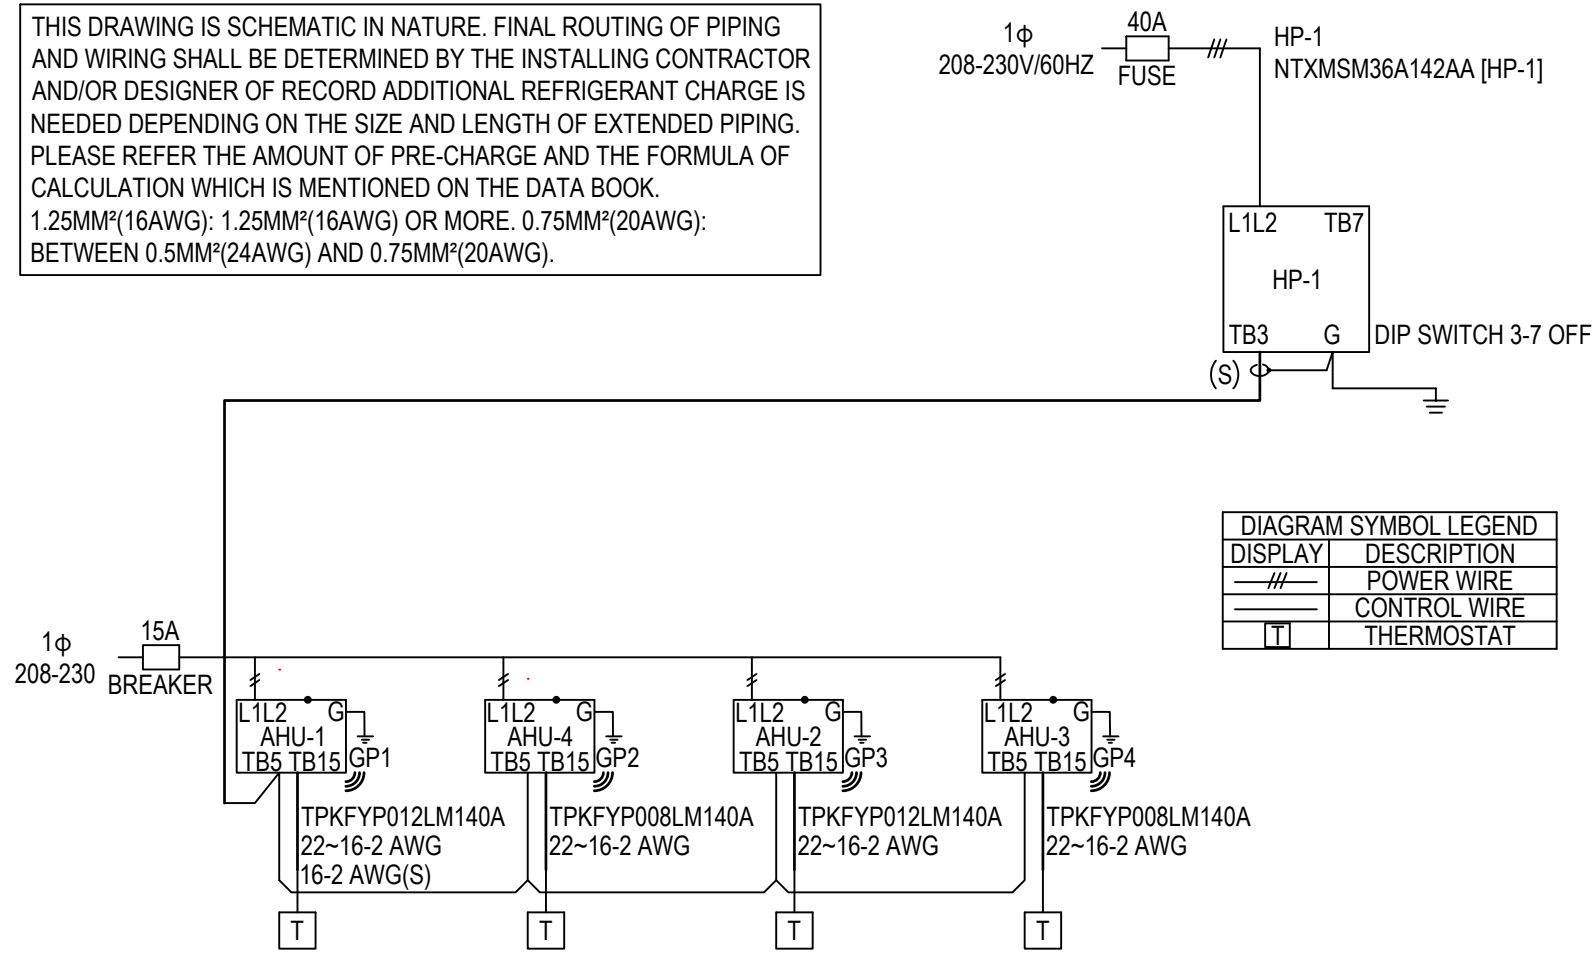 THIS DRAWING IS SCHEMATIC IN NATURE. FINAL ROUTING OF PIPING
AND WIRING SHALL BE DETERMINED BY THE INSTALLING CONTRACTOR
AND/OR DESIGNER OF RECORD ADDITIONAL REFRIGERANT CHARGE IS
NEEDED DEPENDING ON THE SIZE AND LENGTH OF EXTENDED PIPING.
PLEASE REFER THE AMOUNT OF PRE-CHARGE AND THE FORMULA OF
CALCULATION WHICH IS MENTIONED ON THE DATA BOOK.
1.25MM²(16AWG): 1.25MM²(16AWG) OR MORE. 0.75MM²(20AWG):
BETWEEN 0.5MM²(24AWG) AND 0.75MM²(20AWG).
1ϕ
208-230V/60HZ
40A
FUSE
HP-1
NTXMSM36A142AA [HP-1]
L1L2 TB7
HP-1
TB3 G
DIP SWITCH 3-7 OFF
(S)
DIAGRAM SYMBOL LEGEND
DISPLAY DESCRIPTION
POWER WIRE
CONTROL WIRE
T THERMOSTAT
1ϕ
208-230
15A
BREAKER
L1L2 G
AHU-1
TB5 TB15
GP1
TPKFYP012LM140A
22~16-2 AWG
16-2 AWG(S)
T
L1L2 G
AHU-4
TB5 TB15
GP2
TPKFYP008LM140A
22~16-2 AWG
T
L1L2 G
AHU-2
TB5 TB15
GP3
TPKFYP012LM140A
22~16-2 AWG
T
L1L2 G
AHU-3
TB5 TB15
GP4
TPKFYP008LM140A
22~16-2 AWG
T